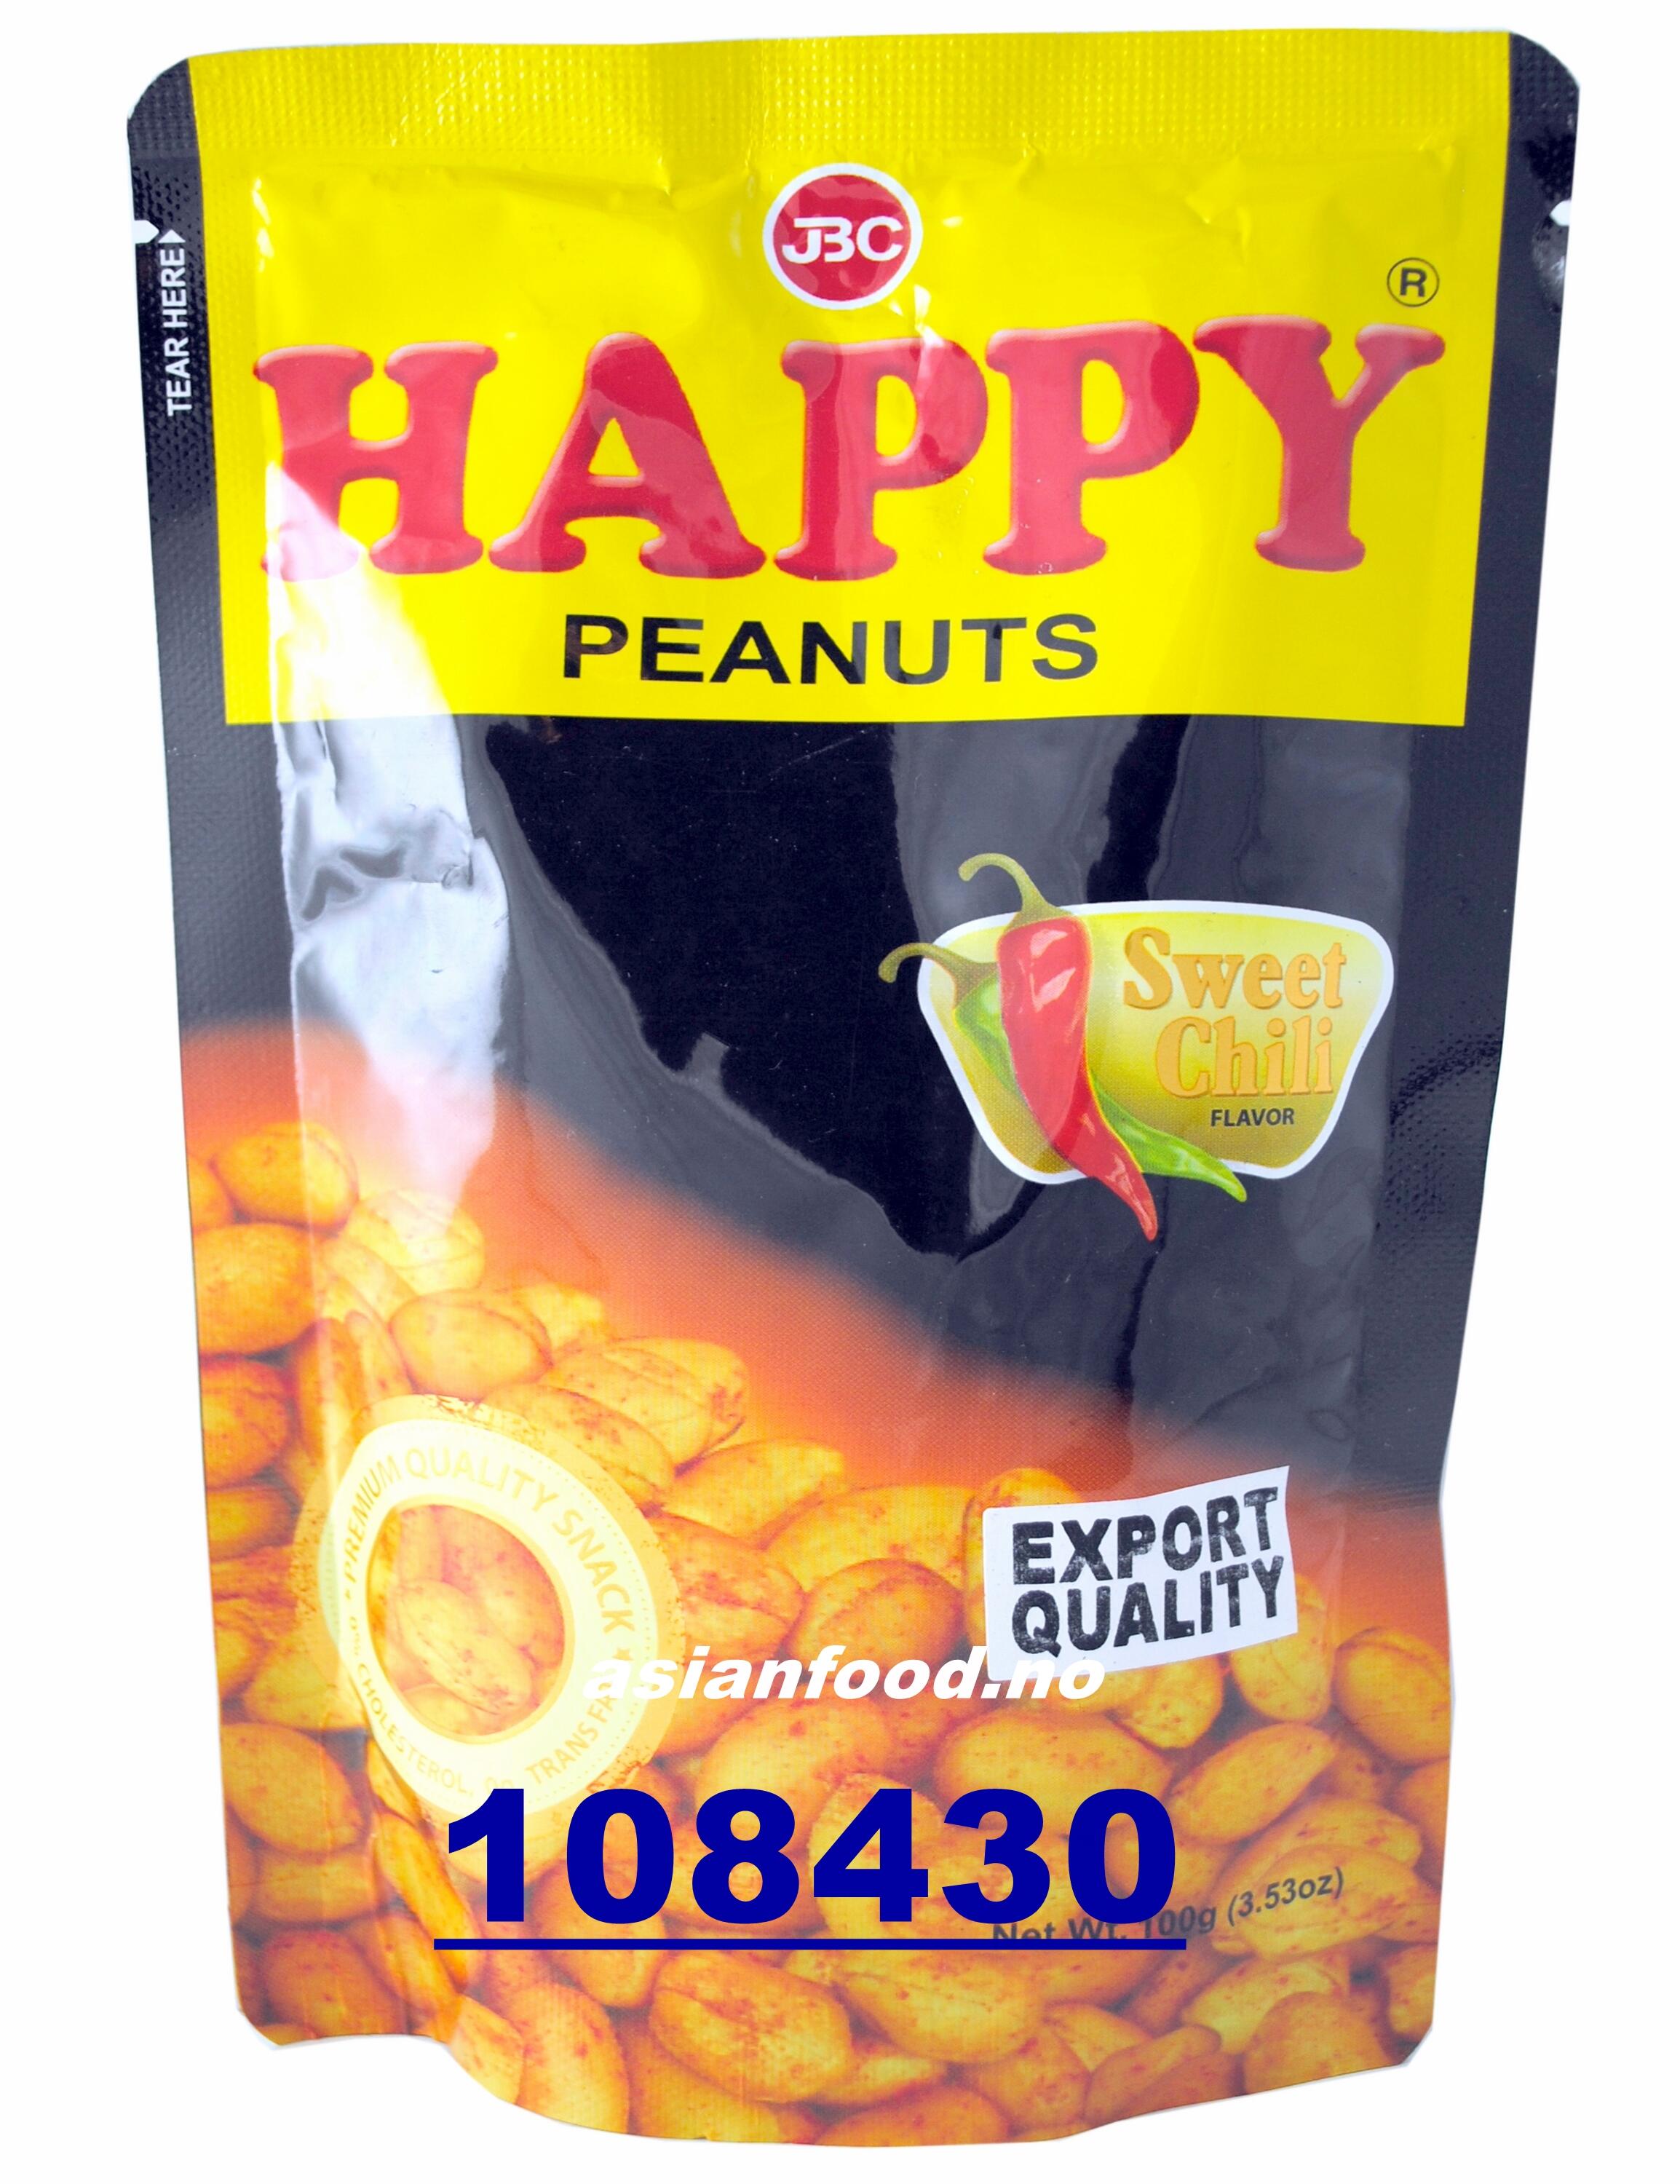 JBC
®
TEAR HERE
HAPPY
PEANUTS
Sweet
Chili
FLAVOR
PREMIUM QUALITY SNACK
CHOLESTEROL, TRANS
EXPORT
QUALITY
asianfood.no
108430
Net Wt. 100g (3.53oz)